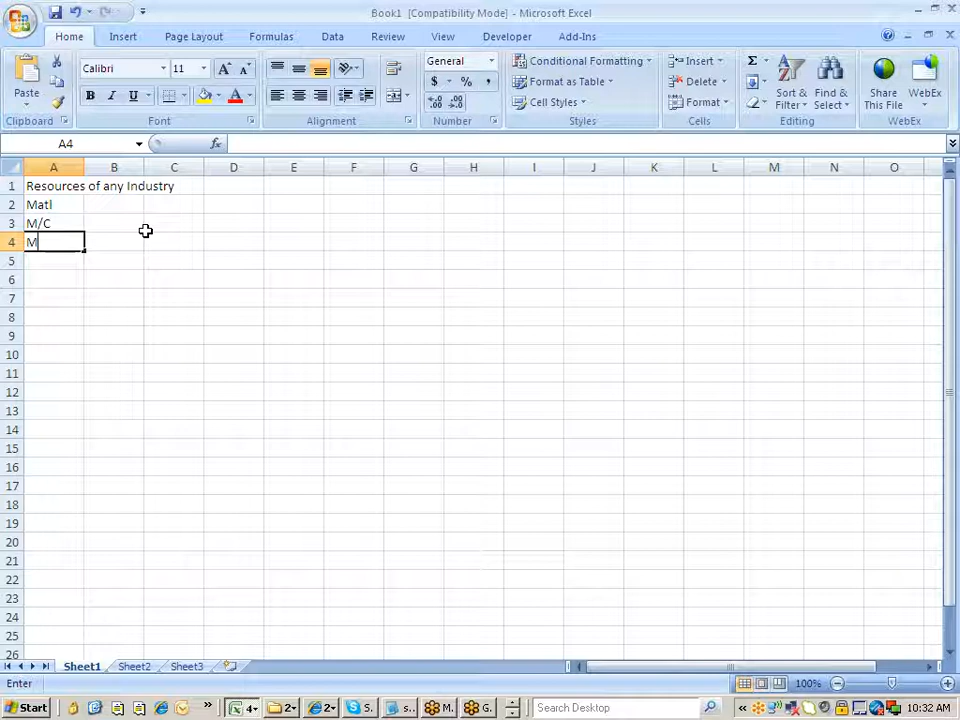 Book1 [Compatibility Mode] - Microsoft Excel
Home Insert Page Layout Formulas Data Review View Developer Add-Ins
Paste
Clipboard
Calibri 11
B I U
Font
Alignment
General
$ % ,
Number
Conditional Formatting
Format as Table
Cell Styles
Styles
Insert
Delete
Format
Cells
Σ
Sort & Filter
Find & Select
Editing
Share This File
WebEx
WebEx
A4 fx
A B C D E F G H I J K L M N O
1 Resources of any Industry
2 Matl
3 M/C
4 M
5
6
7
8
9
10
11
12
13
14
15
16
17
18
19
20
21
22
23
24
25
26
Sheet1 Sheet2 Sheet3
Enter 100%
Start » 4 2 2 S. s.. M. G. Search Desktop « 10:32 AM